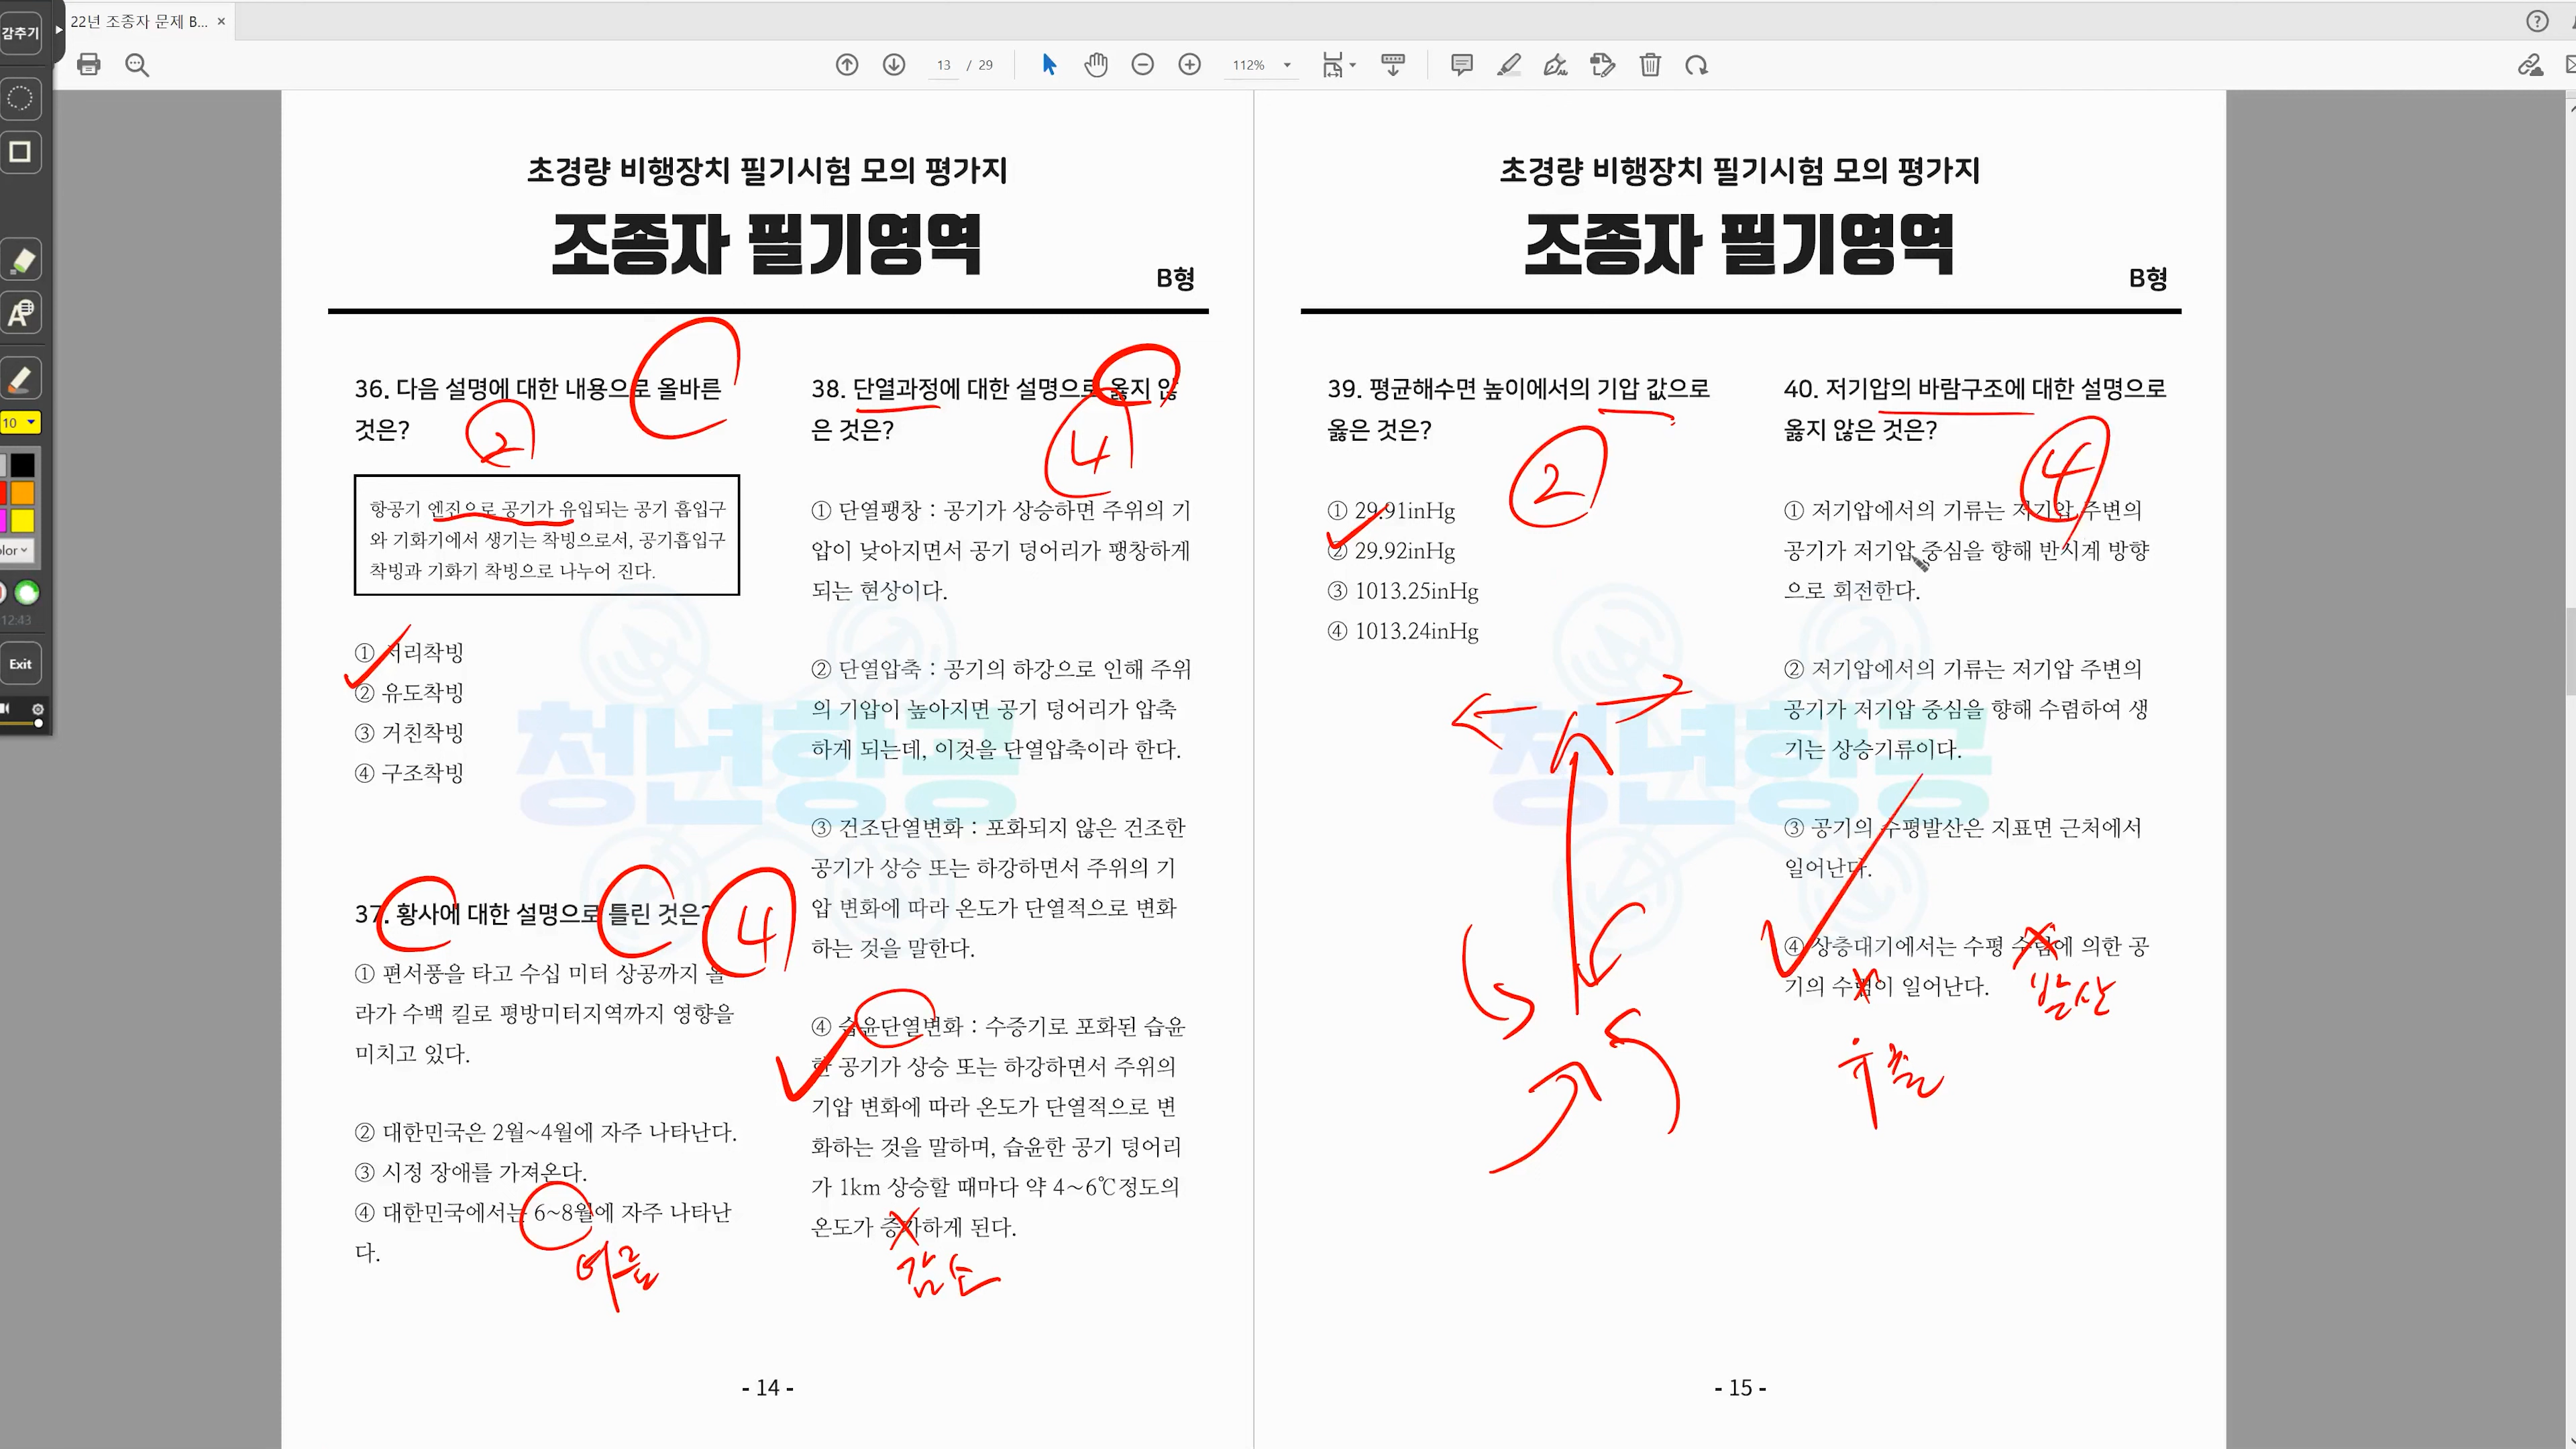 감추기
22년 조종자 문제 B... ×
13 / 29
112%
10
12:43
Exit
초경량 비행장치 필기시험 모의 평가지
조종자 필기영역
B형
36. 다음 설명에 대한 내용으로 올바른
것은?
2
항공기 엔진으로 공기가 유입되는 공기 흡입구
와 기화기에서 생기는 착빙으로서, 공기흡입구
착빙과 기화기 착빙으로 나누어 진다.
① 서리착빙
② 유도착빙
③ 거친착빙
④ 구조착빙
37. 황사에 대한 설명으로 틀린 것은?
4
① 편서풍을 타고 수십 미터 상공까지 올
라가 수백 킬로 평방미터지역까지 영향을
미치고 있다.
② 대한민국은 2월~4월에 자주 나타난다.
③ 시정 장애를 가져온다.
④ 대한민국에서는 6~8월에 자주 나타난
다.
여름
38. 단열과정에 대한 설명으로 옳지 않
은 것은?
4
① 단열팽창 : 공기가 상승하면 주위의 기
압이 낮아지면서 공기 덩어리가 팽창하게
되는 현상이다.
② 단열압축 : 공기의 하강으로 인해 주위
의 기압이 높아지면 공기 덩어리가 압축
하게 되는데, 이것을 단열압축이라 한다.
③ 건조단열변화 : 포화되지 않은 건조한
공기가 상승 또는 하강하면서 주위의 기
압 변화에 따라 온도가 단열적으로 변화
하는 것을 말한다.
④ 습윤단열변화 : 수증기로 포화된 습윤
한 공기가 상승 또는 하강하면서 주위의
기압 변화에 따라 온도가 단열적으로 변
화하는 것을 말하며, 습윤한 공기 덩어리
가 1km 상승할 때마다 약 4~6℃정도의
온도가 증가하게 된다.
감소
청년항공
- 14 -
초경량 비행장치 필기시험 모의 평가지
조종자 필기영역
B형
39. 평균해수면 높이에서의 기압 값으로
옳은 것은?
2
① 29.91inHg
② 29.92inHg
③ 1013.25inHg
④ 1013.24inHg
40. 저기압의 바람구조에 대한 설명으로
옳지 않은 것은?
4
① 저기압에서의 기류는 저기압 주변의
공기가 저기압 중심을 향해 반시계 방향
으로 회전한다.
② 저기압에서의 기류는 저기압 주변의
공기가 저기압 중심을 향해 수렴하여 생
기는 상승기류이다.
③ 공기의 수평발산은 지표면 근처에서
일어난다.
④ 상층대기에서는 수평 수렴에 의한 공
기의 수렴이 일어난다.
발산
유출
청년항공
- 15 -